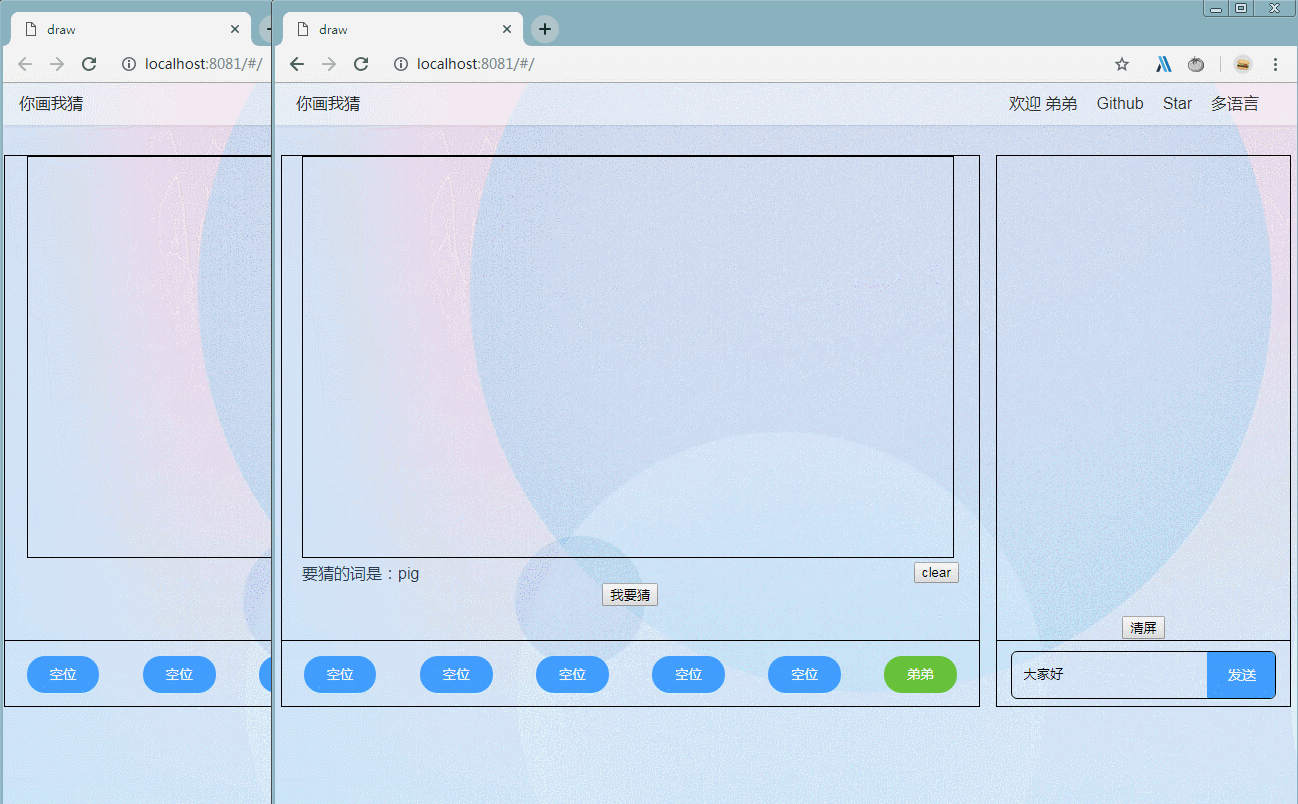 draw
localhost:8081/#/
你画我猜
空位 空位
draw
localhost:8081/#/
你画我猜 欢迎 弟弟 Github Star 多语言
要猜的词是：pig clear
我要猜
清屏
空位 空位 空位 空位 空位 弟弟
大家好 发送